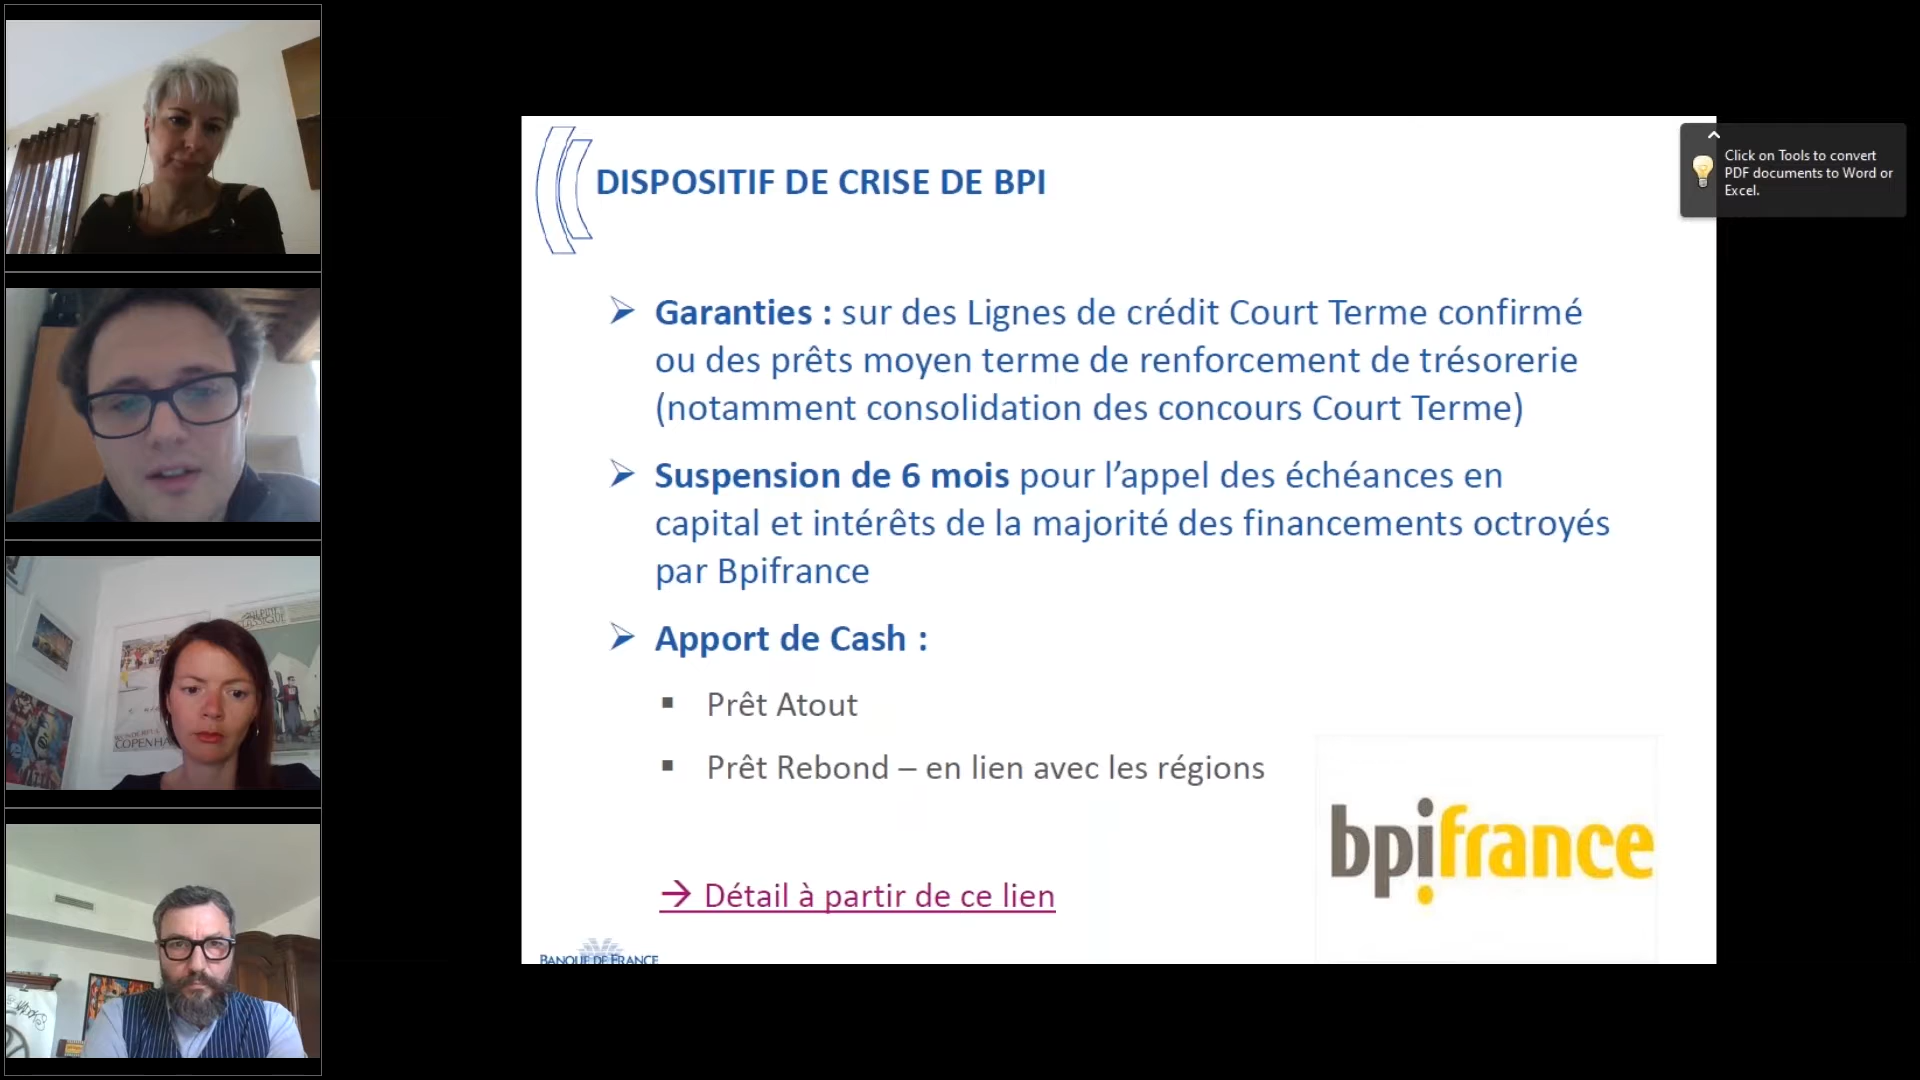 DISPOSITIF DE CRISE DE BPI
Garanties : sur des Lignes de crédit Court Terme confirmé
ou des prêts moyen terme de renforcement de trésorerie
(notamment consolidation des concours Court Terme)
Suspension de 6 mois pour l’appel des échéances en
capital et intérêts de la majorité des financements octroyés
par Bpifrance
Apport de Cash :
Prêt Atout
Prêt Rebond – en lien avec les régions
bpifrance
→ Détail à partir de ce lien
BANQUE DE FRANCE
Click on Tools to convert
PDF documents to Word or
Excel.
COPENHA